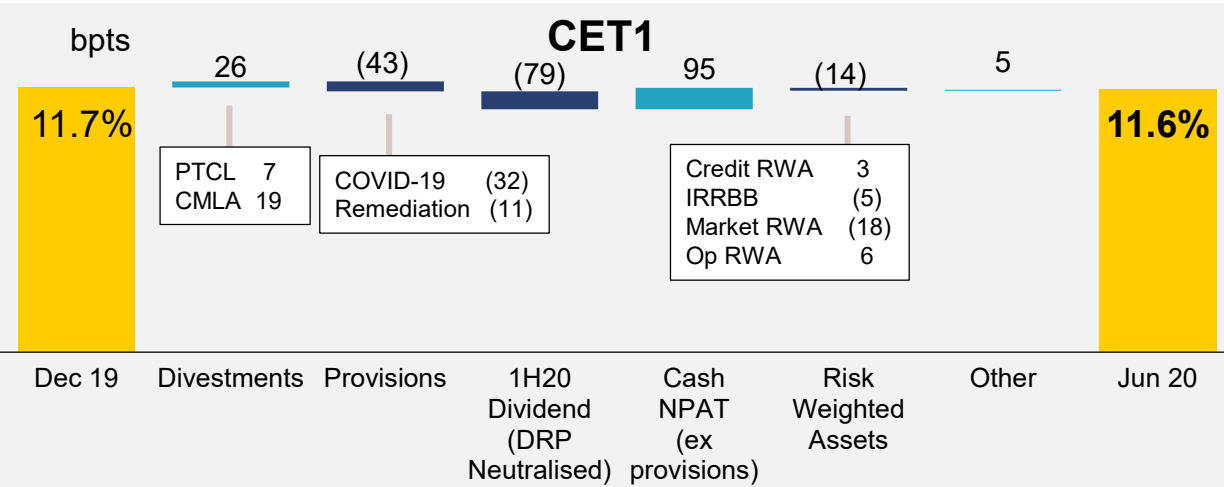 CET1
bpts
26
(43)
(79)
95
(14)
5
11.7%
11.6%
PTCL 7
CMLA 19
COVID-19 (32)
Remediation (11)
Credit RWA 3
IRRBB (5)
Market RWA (18)
Op RWA 6
Dec 19
Divestments
Provisions
1H20
Dividend
(DRP
Neutralised)
Cash
NPAT
(ex
provisions)
Risk
Weighted
Assets
Other
Jun 20